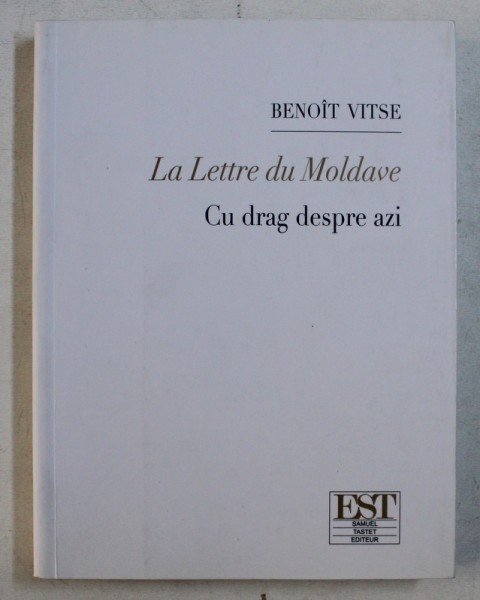 BENOÎT VITSE
La Lettre du Moldave
Cu drag despre azi
EST
SAMUEL
TASTET
EDITEUR